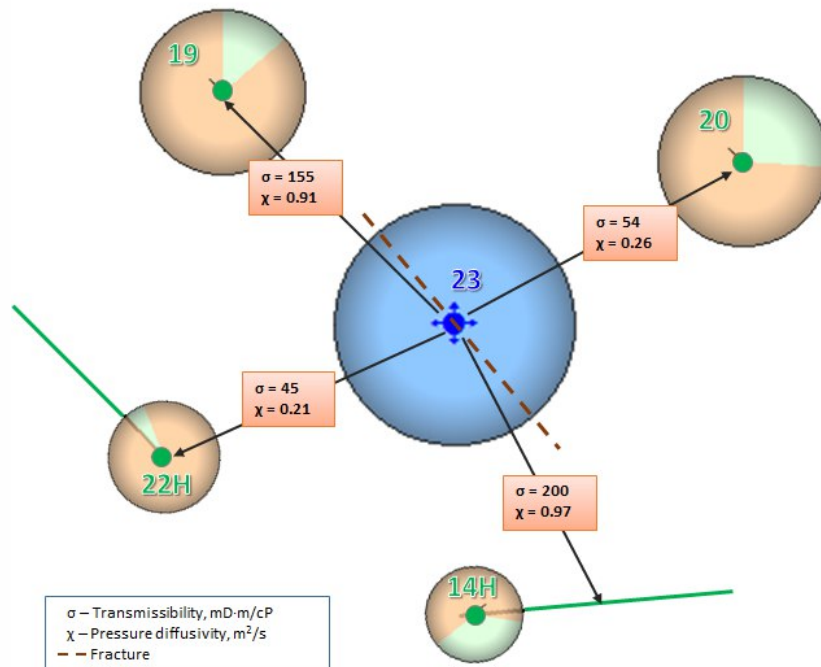 19
20
σ = 155
χ = 0.91
σ = 54
χ = 0.26
23
σ = 45
χ = 0.21
22H
σ = 200
χ = 0.97
14H
σ – Transmissibility, mD·m/cP
χ – Pressure diffusivity, m²/s
Fracture